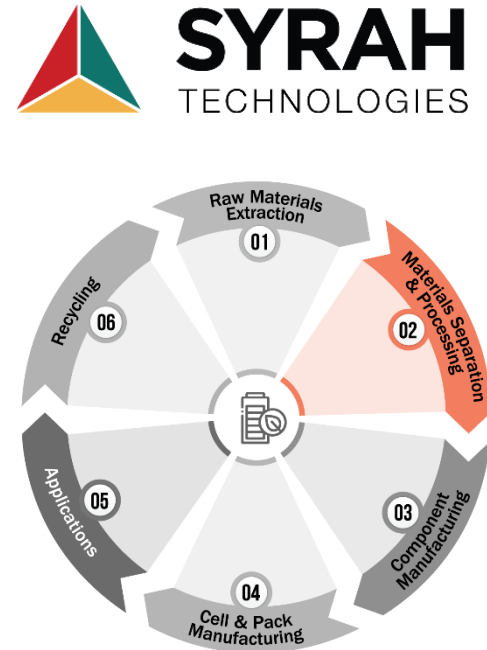 SYRAH
TECHNOLOGIES
Raw Materials
Extraction
01
Materials Separation
& Processing
02
03
Component
Manufacturing
04
Cell & Pack
Manufacturing
05
Applications
06
Recycling